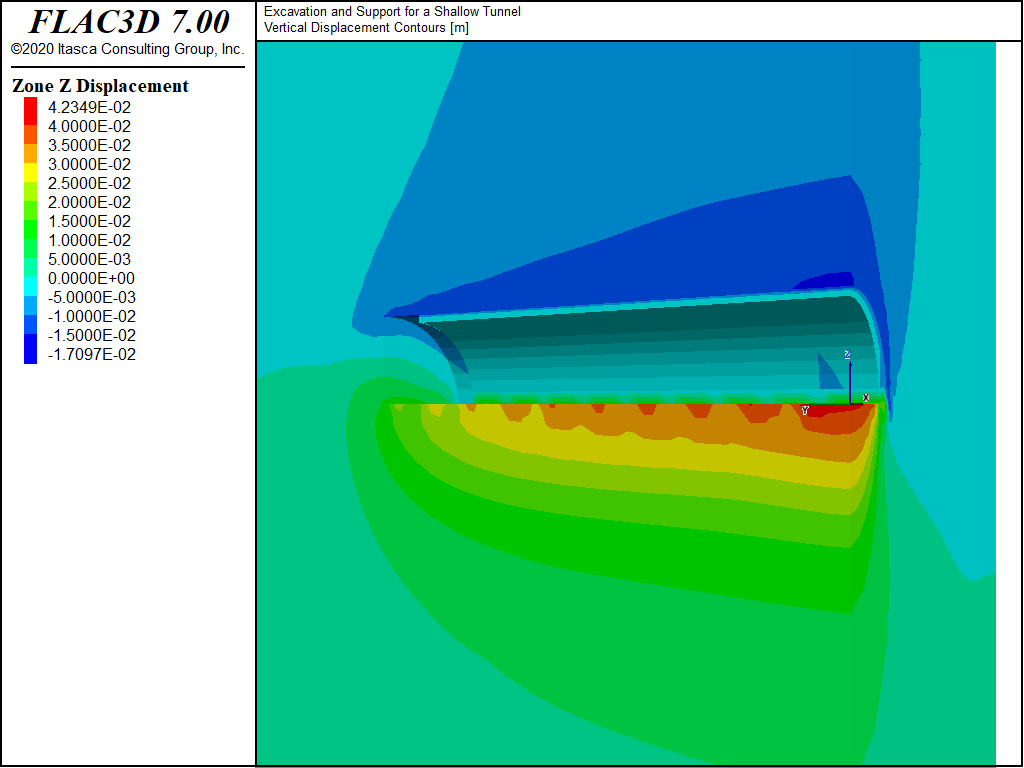 FLAC3D 7.00
©2020 Itasca Consulting Group, Inc.
Zone Z Displacement
4.2349E-02
4.0000E-02
3.5000E-02
3.0000E-02
2.5000E-02
2.0000E-02
1.5000E-02
1.0000E-02
5.0000E-03
0.0000E+00
-5.0000E-03
-1.0000E-02
-1.5000E-02
-1.7097E-02
Excavation and Support for a Shallow Tunnel
Vertical Displacement Contours [m]
Z
X
Y